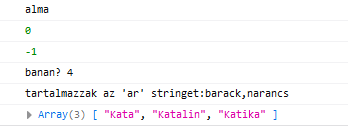 alma
0
-1
banan? 4
tartalmazzak az 'ar' stringet:barack,narancs
▶ Array(3) [ "Kata", "Katalin", "Katika" ]